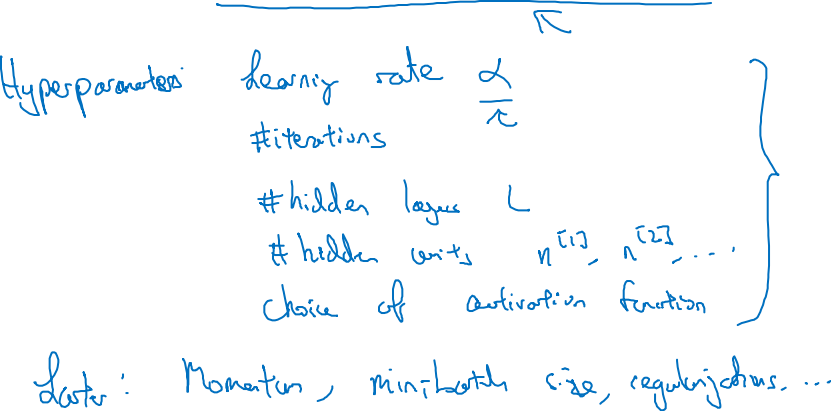 Hyperparameters Learning rate α
#iterations
#hidden layers L
# hidden units n^[1], n^[2], ...
choice of activation function
Later: Momentum, mini-batch size, regularizations, ...